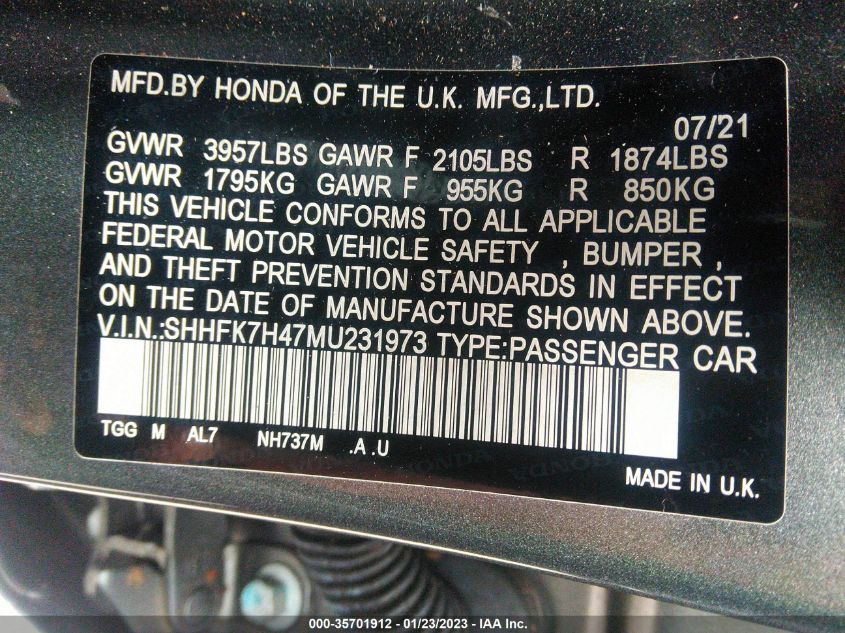 MFD.BY HONDA OF THE U.K. MFG.,LTD.
07/21
GVWR 3957LBS GAWR F 2105LBS R 1874LBS
GVWR 1795KG GAWR F 955KG R 850KG
THIS VEHICLE CONFORMS TO ALL APPLICABLE
FEDERAL MOTOR VEHICLE SAFETY , BUMPER ,
AND THEFT PREVENTION STANDARDS IN EFFECT
ON THE DATE OF MANUFACTURE SHOWN ABOVE.
V.I.N.:SHHFK7H47MU231973 TYPE:PASSENGER CAR
TGG M AL7 NH737M .A .U
MADE IN U.K.
000-35701912 - 01/23/2023 - IAA Inc.